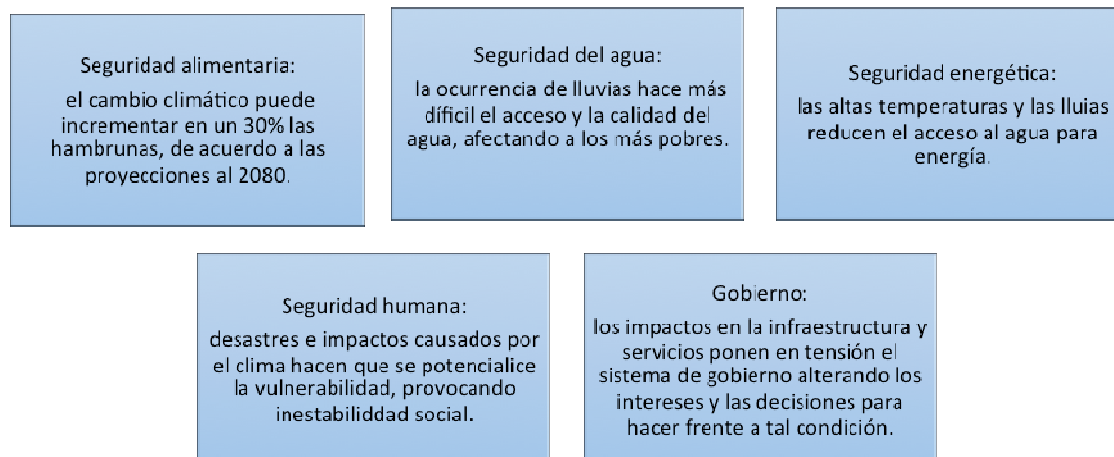 Seguridad alimentaria:
el cambio climático puede
incrementar en un 30% las
hambrunas, de acuerdo a las
proyecciones al 2080.
Seguridad del agua:
la ocurrencia de lluvias hace más
díficil el acceso y la calidad del
agua, afectando a los más pobres.
Seguridad energética:
las altas temperaturas y las lluias
reducen el acceso al agua para
energía.
Seguridad humana:
desastres e impactos causados por
el clima hacen que se potencialice
la vulnerabilidad, provocando
inestabiliddad social.
Gobierno:
los impactos en la infraestructura y
servicios ponen en tensión el
sistema de gobierno alterando los
intereses y las decisiones para
hacer frente a tal condición.